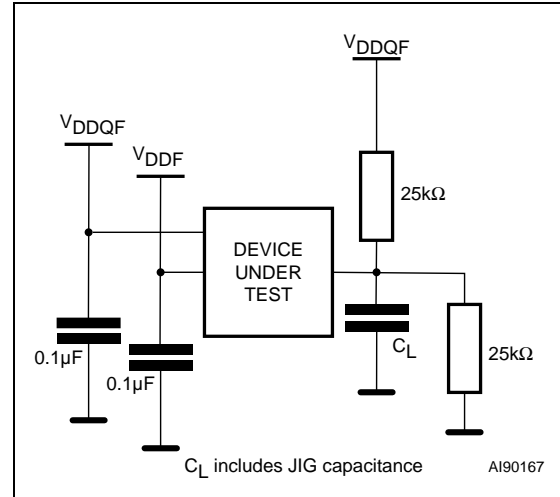 VDDQF
VDDQF
VDDF
25kΩ
DEVICE
UNDER
TEST
0.1µF
0.1µF
CL
25kΩ
CL includes JIG capacitance
AI90167